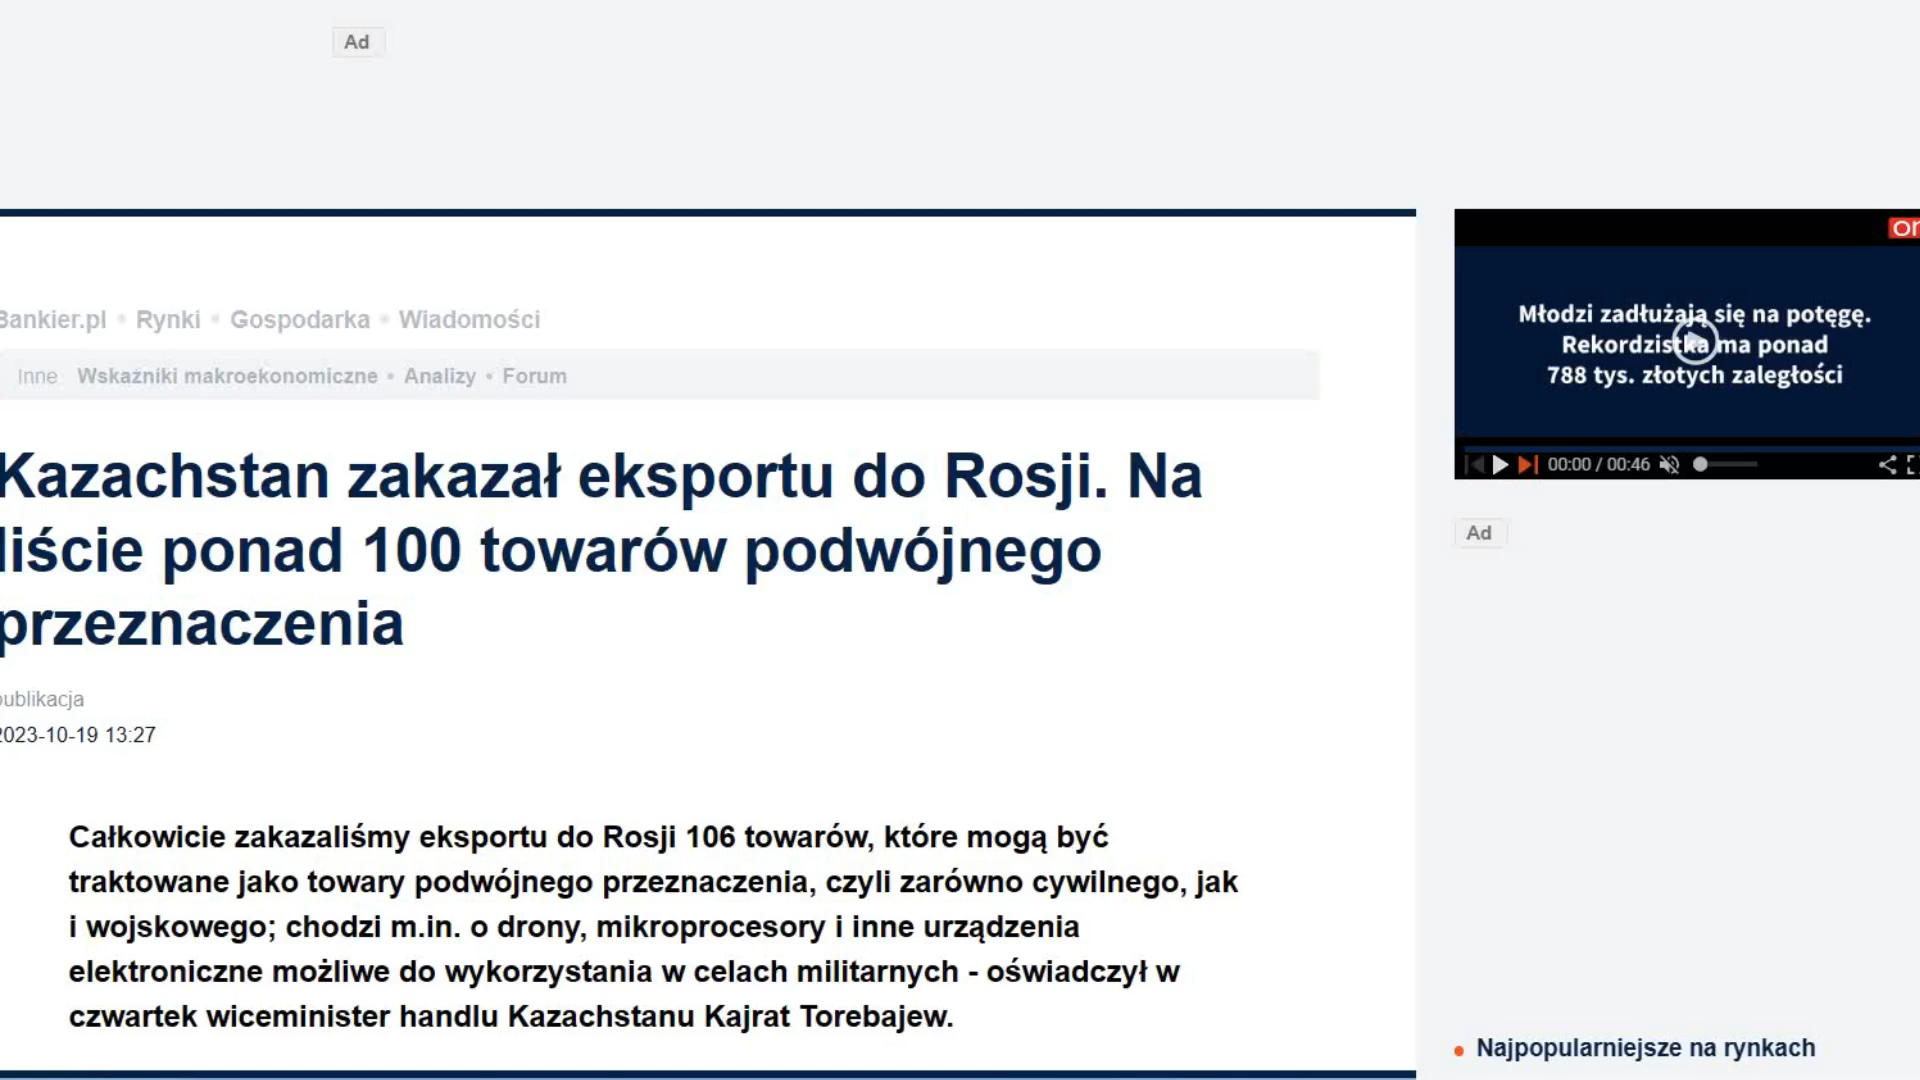 Ad
Bankier.pl • Rynki • Gospodarka • Wiadomości
Inne Wskaźniki makroekonomiczne • Analizy • Forum
Kazachstan zakazał eksportu do Rosji. Na
liście ponad 100 towarów podwójnego
przeznaczenia
publikacja
2023-10-19 13:27
Całkowicie zakazaliśmy eksportu do Rosji 106 towarów, które mogą być
traktowane jako towary podwójnego przeznaczenia, czyli zarówno cywilnego, jak
i wojskowego; chodzi m.in. o drony, mikroprocesory i inne urządzenia
elektroniczne możliwe do wykorzystania w celach militarnych - oświadczył w
czwartek wiceminister handlu Kazachstanu Kajrat Torebajew.
Młodzi zadłużają się na potęgę.
Rekordzistka ma ponad
788 tys. złotych zaległości
00:00 / 00:46
Ad
• Najpopularniejsze na rynkach